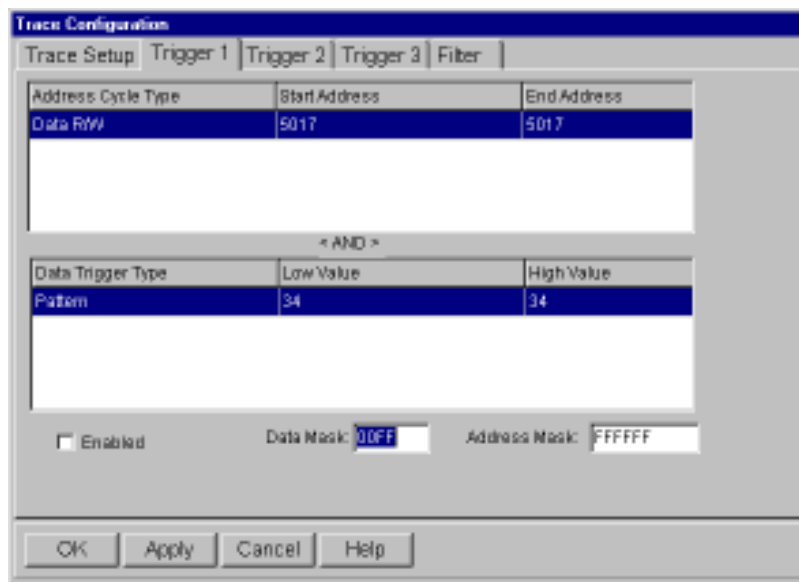 Trace Configuration
Trace Setup Trigger 1 Trigger 2 Trigger 3 Filter
Address Cycle Type Start Address End Address
Data R/W 5017 5017
< AND >
Data Trigger Type Low Value High Value
Pattern 34 34
Enabled Data Mask: 00FF Address Mask: FFFFFF
OK Apply Cancel Help